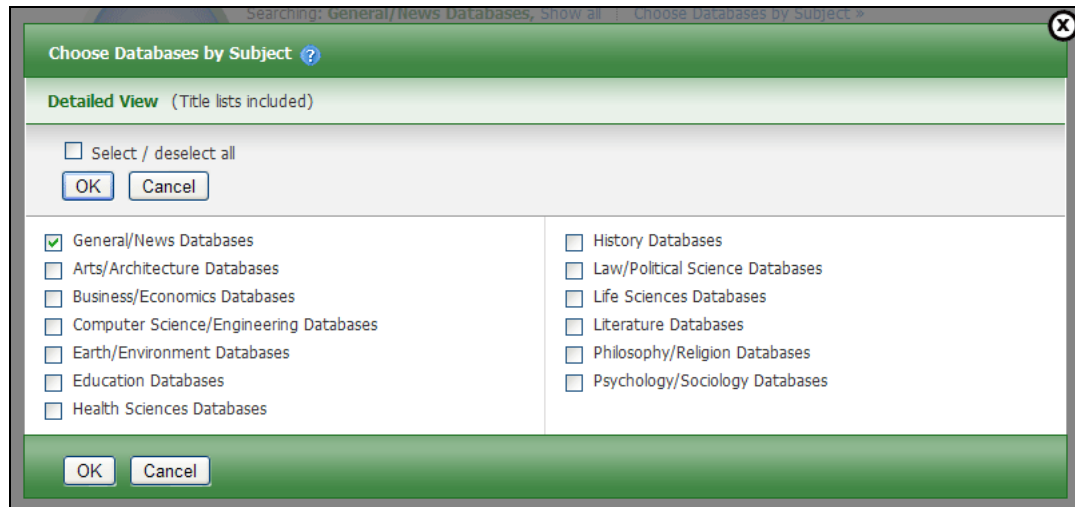 Searching: General/News Databases, Show all | Choose Databases by Subject »
X
Choose Databases by Subject ?
Detailed View (Title lists included)
Select / deselect all
OK Cancel
General/News Databases
Arts/Architecture Databases
Business/Economics Databases
Computer Science/Engineering Databases
Earth/Environment Databases
Education Databases
Health Sciences Databases
History Databases
Law/Political Science Databases
Life Sciences Databases
Literature Databases
Philosophy/Religion Databases
Psychology/Sociology Databases
OK Cancel